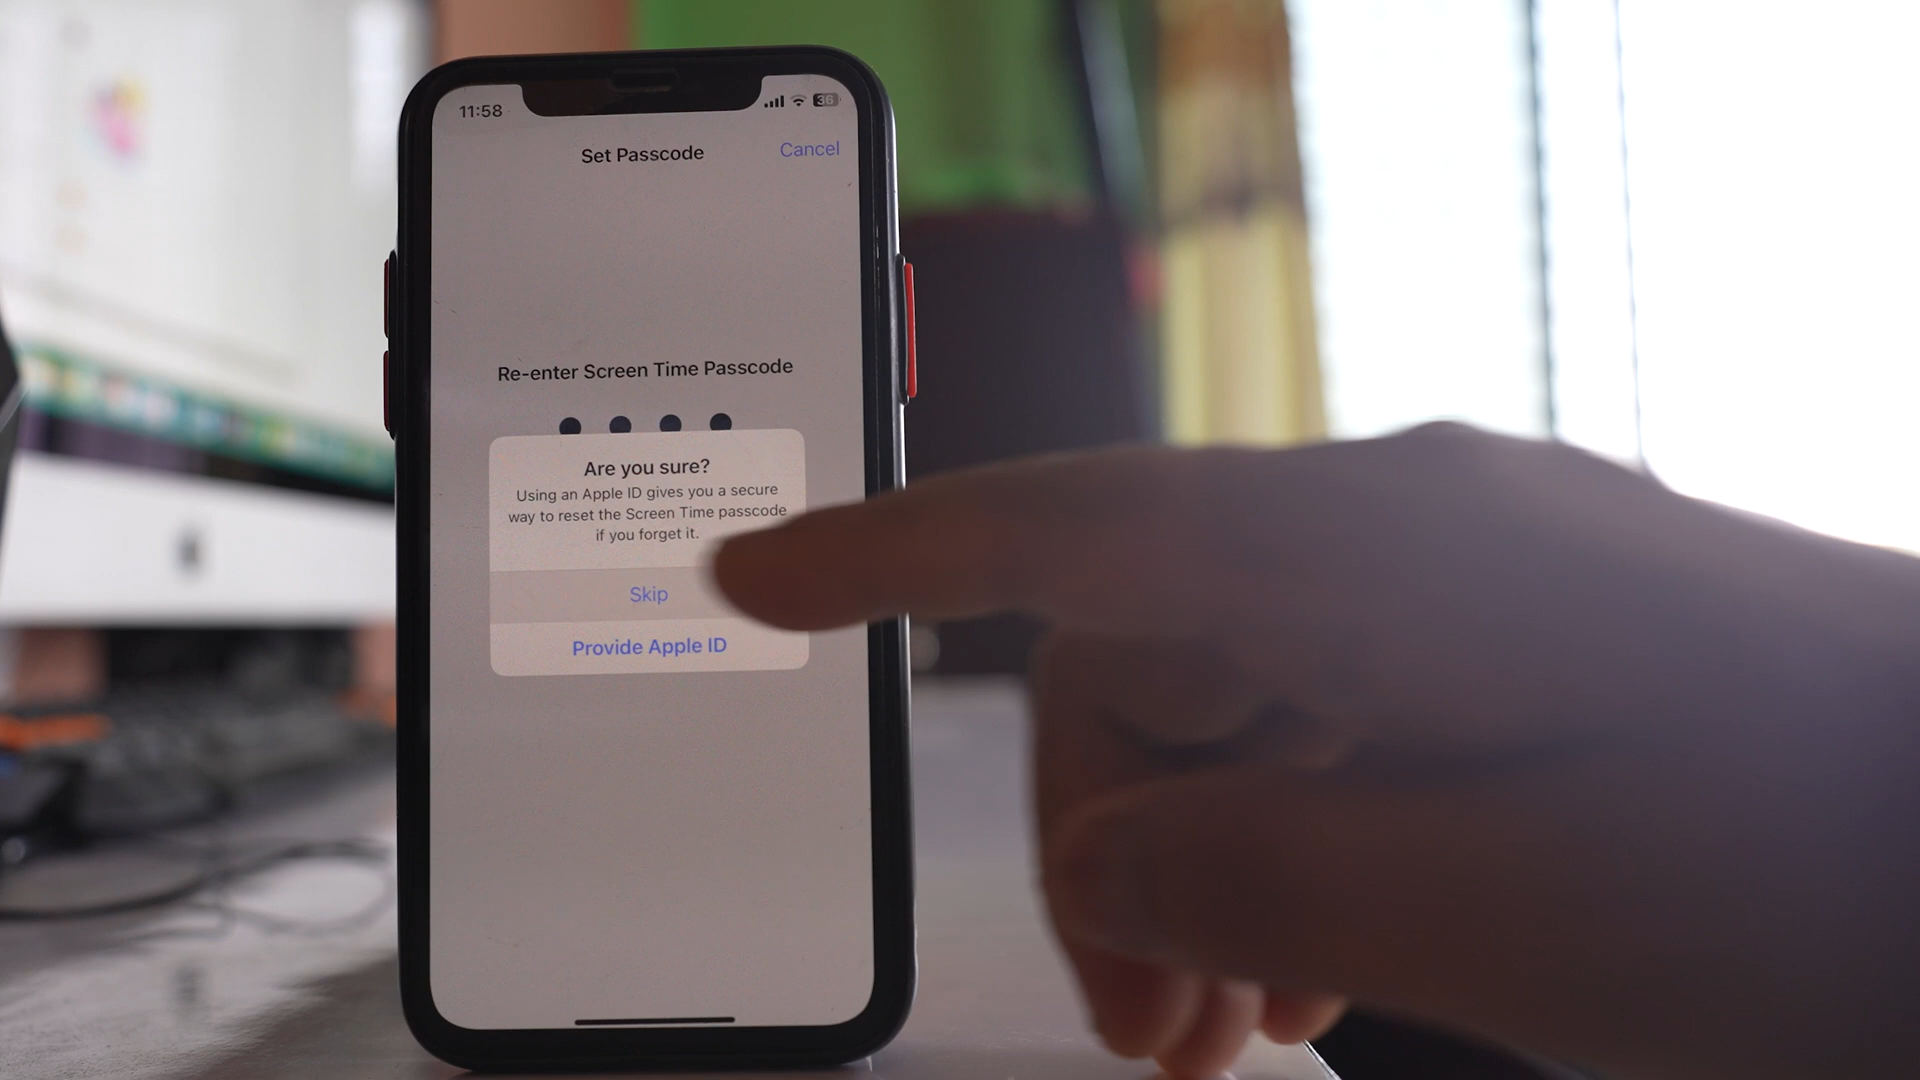 11:58
36
Set Passcode
Cancel
Re-enter Screen Time Passcode
Are you sure?
Using an Apple ID gives you a secure
way to reset the Screen Time passcode
if you forget it.
Skip
Provide Apple ID